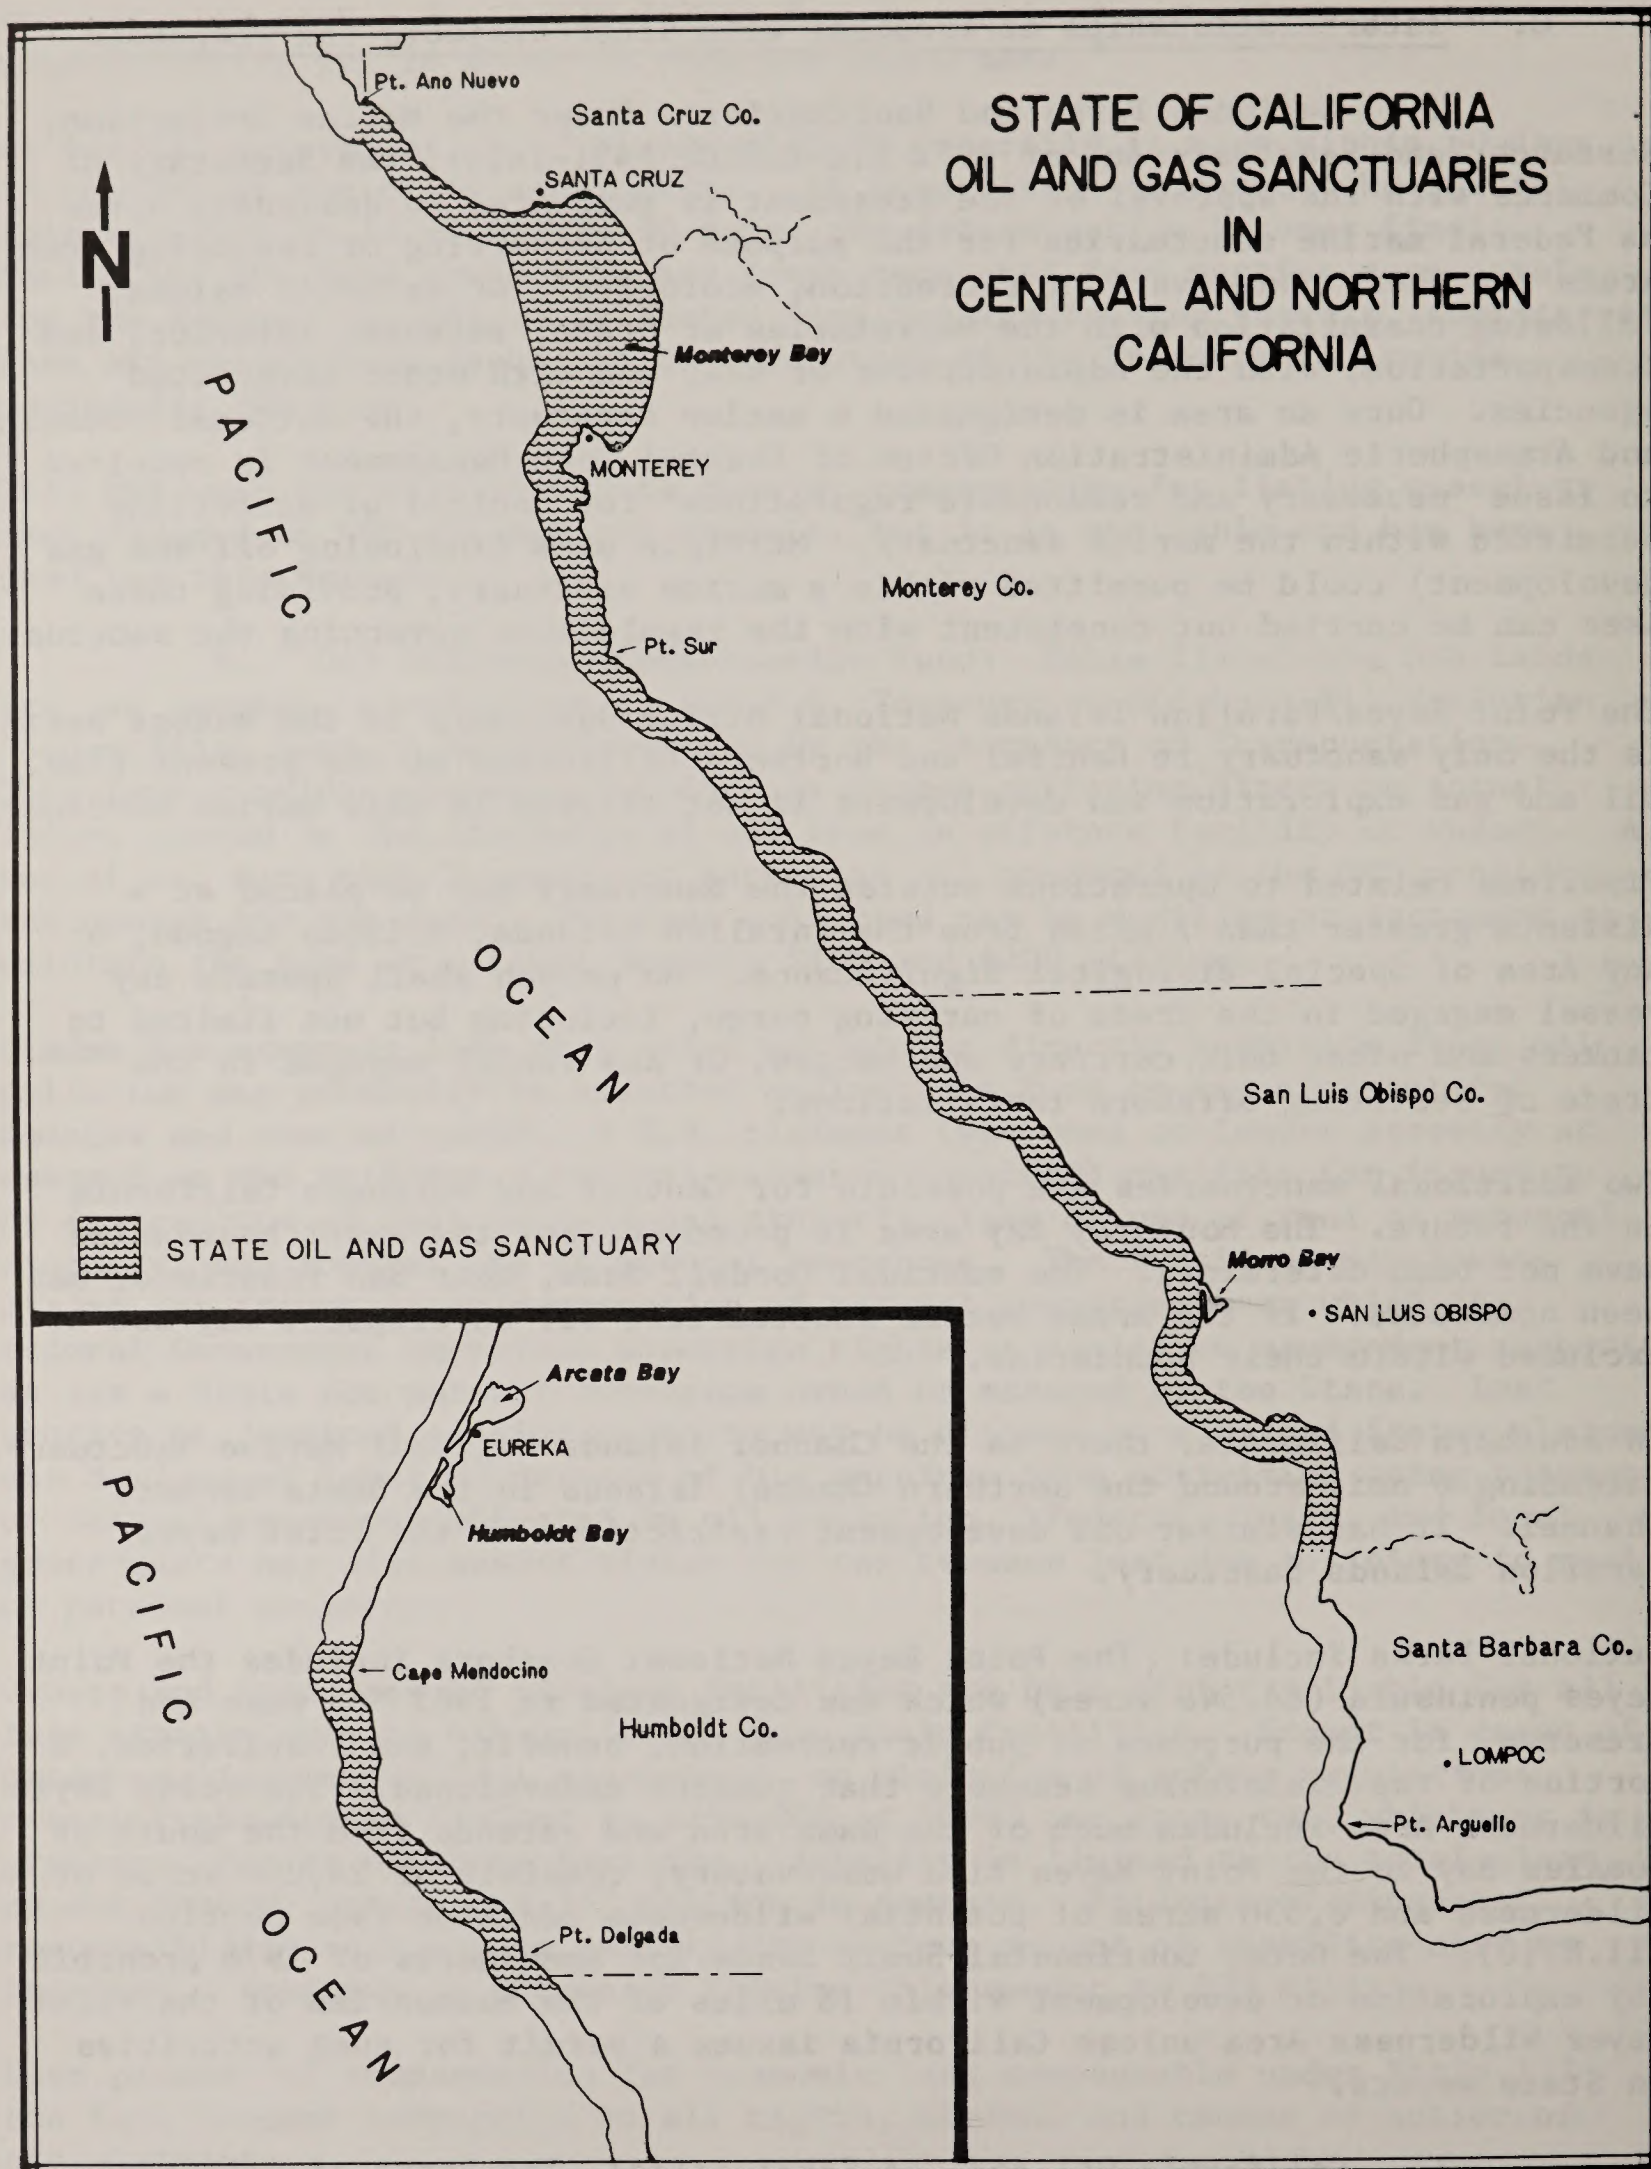 STATE OF CALIFORNIA
OIL AND GAS SANCTUARIES
IN
CENTRAL AND NORTHERN
CALIFORNIA
Pt. Ano Nuevo
Santa Cruz Co.
SANTA CRUZ
N
Monterey Bay
PACIFIC
MONTEREY
Monterey Co.
Pt. Sur
OCEAN
San Luis Obispo Co.
STATE OIL AND GAS SANCTUARY
Morro Bay
SAN LUIS OBISPO
Arcata Bay
EUREKA
Humboldt Bay
PACIFIC
Cape Mendocino
Humboldt Co.
Santa Barbara Co.
LOMPOC
Pt. Arguello
Pt. Delgada
OCEAN